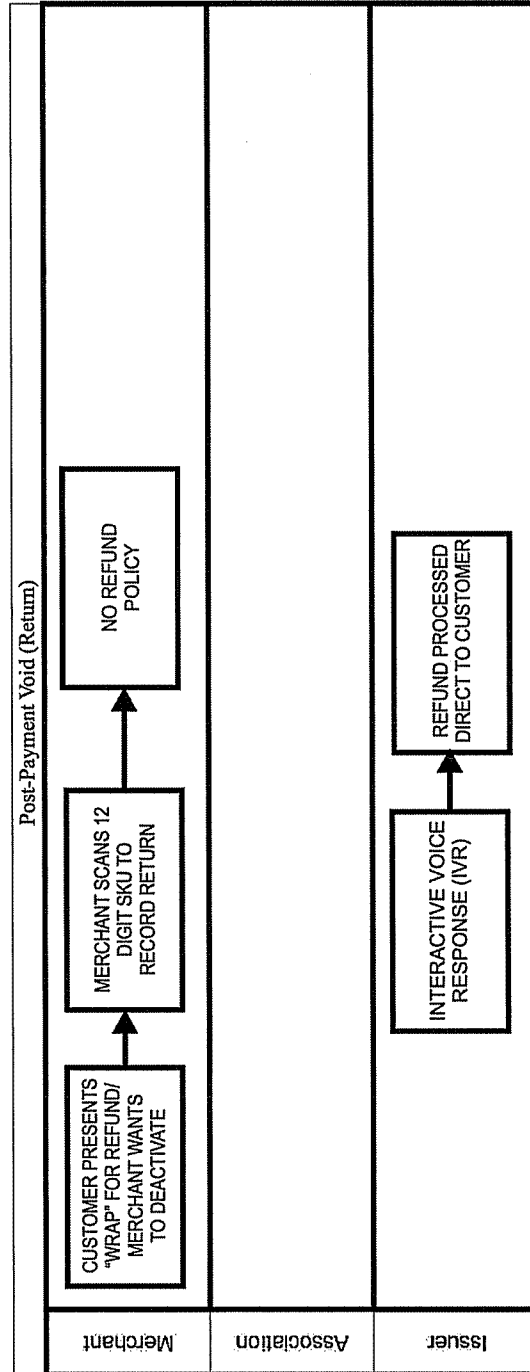 Post-Payment Void (Return)
Merchant
CUSTOMER PRESENTS
"WRAP" FOR REFUND/
MERCHANT WANTS
TO DEACTIVATE
MERCHANT SCANS 12
DIGIT SKU TO
RECORD RETURN
NO REFUND
POLICY
Association
Issuer
INTERACTIVE VOICE
RESPONSE (IVR)
REFUND PROCESSED
DIRECT TO CUSTOMER